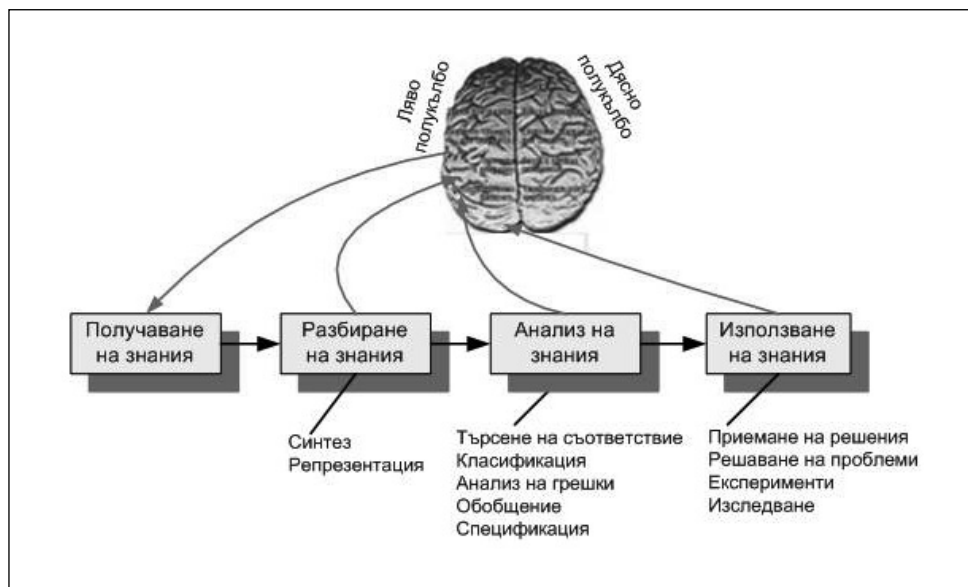 Ляво
полукълбо
Дясно
полукълбо
Получаване
на знания
Разбиране
на знания
Анализ на
знания
Използване
на знания
Синтез
Репрезентация
Търсене на съответствие
Класификация
Анализ на грешки
Обобщение
Спецификация
Приемане на решения
Решаване на проблеми
Експерименти
Изследване